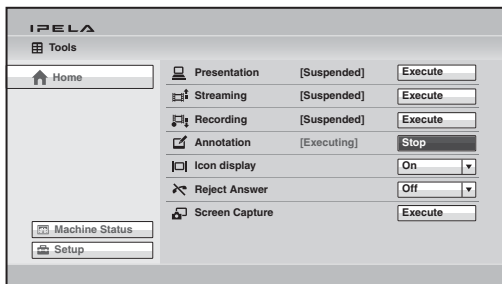 IPELA
Tools
Home
Presentation [Suspended] Execute
Streaming [Suspended] Execute
Recording [Suspended] Execute
Annotation [Executing] Stop
Icon display On
Reject Answer Off
Screen Capture Execute
Machine Status
Setup